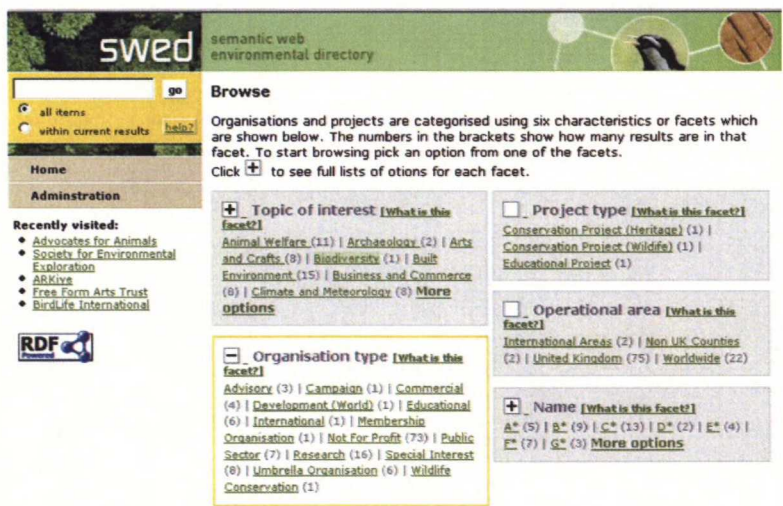 swed
semantic web
environmental directory
go
all items
within current results
help?
Home
Adminstration
Recently visited:
Advocates for Animals
Society for Environmental
Exploration
ARKive
Free Form Arts Trust
BirdLife International
RDF
Powered
Browse
Organisations and projects are categorised using six characteristics or facets which
are shown below. The numbers in the brackets show how many results are in that
facet. To start browsing pick an option from one of the facets.
Click + to see full lists of otions for each facet.
+ Topic of interest [What is this
facet?]
Animal Welfare (11) | Archaeology (2) | Arts
and Crafts (8) | Biodiversity (1) | Built
Environment (15) | Business and Commerce
(8) | Climate and Meteorology (8) More
options
− Organisation type [What is this
facet?]
Advisory (3) | Campaign (1) | Commercial
(4) | Development (World) (1) | Educational
(6) | International (1) | Membership
Organisation (1) | Not For Profit (73) | Public
Sector (7) | Research (16) | Special Interest
(8) | Umbrella Organisation (6) | Wildlife
Conservation (1)
Project type [What is this facet?]
Conservation Project (Heritage) (1) |
Conservation Project (Wildlife) (1) |
Educational Project (1)
Operational area [What is this
facet?]
International Areas (2) | Non UK Counties
(2) | United Kingdom (75) | Worldwide (22)
+ Name [What is this facet?]
A* (5) | B* (9) | C* (13) | D* (2) | E* (4) |
F* (7) | G* (3) More options